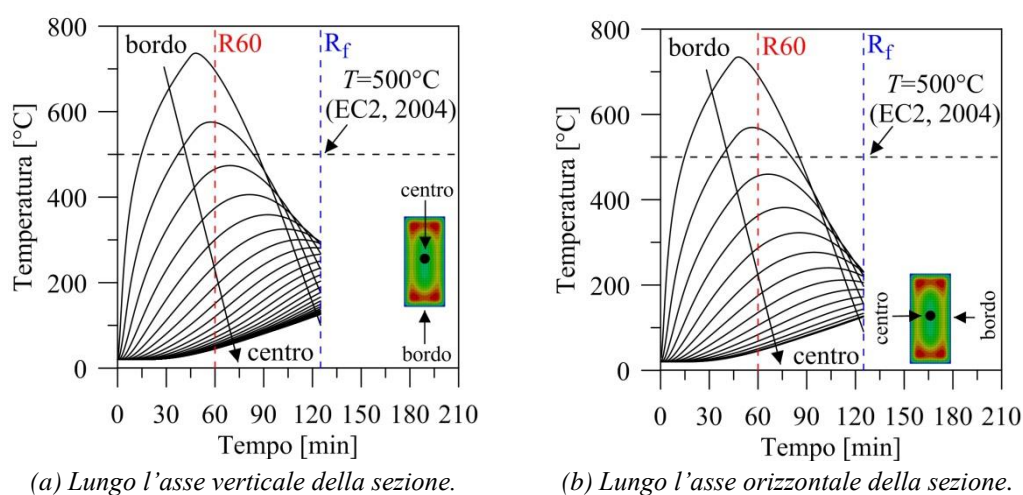 800
600
400
200
0
Temperatura [°C]
bordo
R60
R_f
T=500°C
(EC2, 2004)
centro
bordo
centro
0 30 60 90 120 150 180 210
Tempo [min]
(a) Lungo l'asse verticale della sezione.
800
600
400
200
0
Temperatura [°C]
bordo
R60
R_f
T=500°C
(EC2, 2004)
centro
bordo
centro
0 30 60 90 120 150 180 210
Tempo [min]
(b) Lungo l'asse orizzontale della sezione.